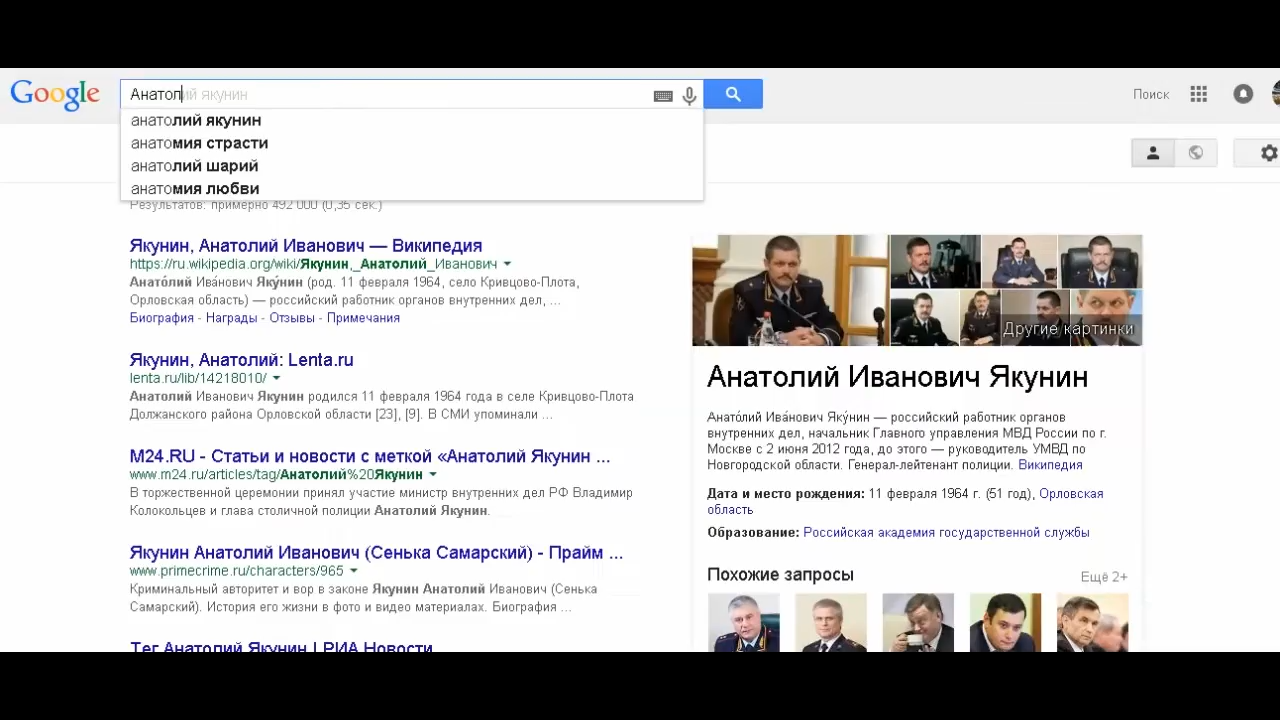 Google
Анатолий якунин
Поиск
анатолий якунин
анатомия страсти
анатолий шарий
анатомия любви
Результатов: примерно 492 000 (0,35 сек.)
Якунин, Анатолий Иванович — Википедия
https://ru.wikipedia.org/wiki/Якунин,_Анатолий_Иванович
Анато́лий Ива́нович Яку́нин (род. 11 февраля 1964, село Кривцово-Плота,
Орловская область) — российский работник органов внутренних дел, ...
Биография - Награды - Отзывы - Примечания
Якунин, Анатолий: Lenta.ru
lenta.ru/lib/14218010/
Анатолий Иванович Якунин родился 11 февраля 1964 года в селе Кривцово-Плота
Должанского района Орловской области [23], [9]. В СМИ упоминали ...
M24.RU - Статьи и новости с меткой «Анатолий Якунин ...
www.m24.ru/articles/tag/Анатолий%20Якунин
В торжественной церемонии принял участие министр внутренних дел РФ Владимир
Колокольцев и глава столичной полиции Анатолий Якунин.
Якунин Анатолий Иванович (Сенька Самарский) - Прайм ...
www.primecrime.ru/characters/965
Криминальный авторитет и вор в законе Якунин Анатолий Иванович (Сенька
Самарский). История его жизни в фото и видео материалах. Биография ...
Тег Анатолий Якунин | РИА Новости
Другие картинки
Анатолий Иванович Якунин
Анато́лий Ива́нович Яку́нин — российский работник органов
внутренних дел, начальник Главного управления МВД России по г.
Москве с 2 июня 2012 года, до этого — руководитель УМВД по
Новгородской области. Генерал-лейтенант полиции. Википедия
Дата и место рождения: 11 февраля 1964 г. (51 год), Орловская
область
Образование: Российская академия государственной службы
Похожие запросы
Ещё 2+